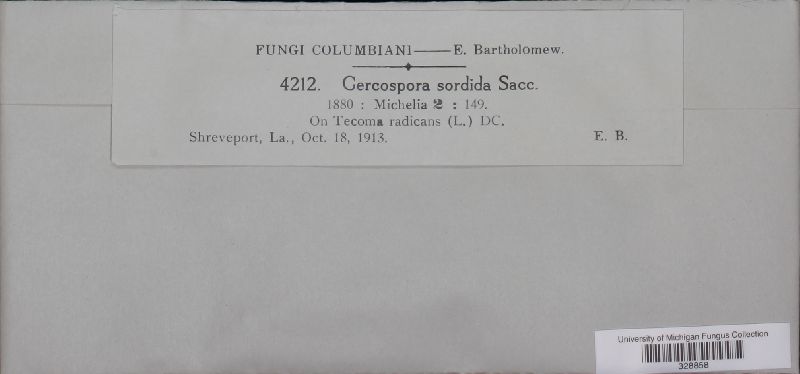 FUNGI COLUMBIANI—E. Bartholomew.
4212. Cercospora sordida Sacc.
1880 : Michelia 2 : 149.
On Tecoma radicans (L.) DC.
Shreveport, La., Oct. 18, 1913. E. B.
University of Michigan Fungus Collection
328858